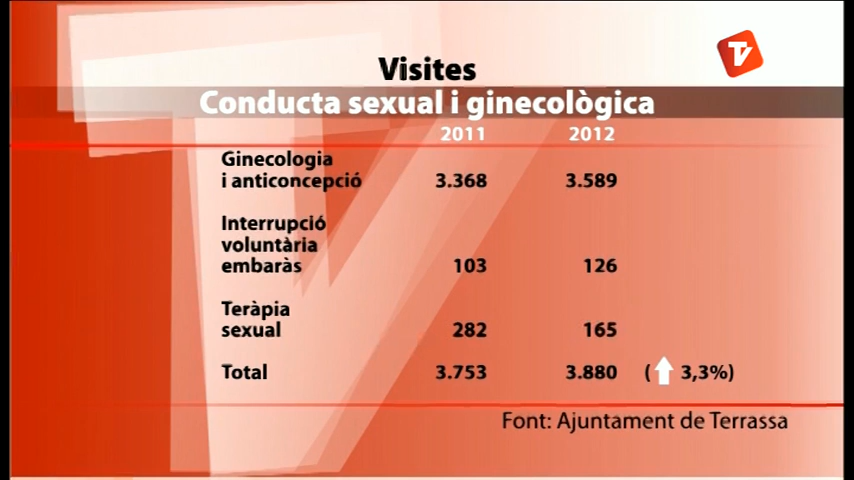 TV
Visites
Conducta sexual i ginecològica
2011 2012
Ginecologia
i anticoncepció 3.368 3.589
Interrupció
voluntària
embaràs 103 126
Teràpia
sexual 282 165
Total 3.753 3.880 ( 3,3%)
Font: Ajuntament de Terrassa